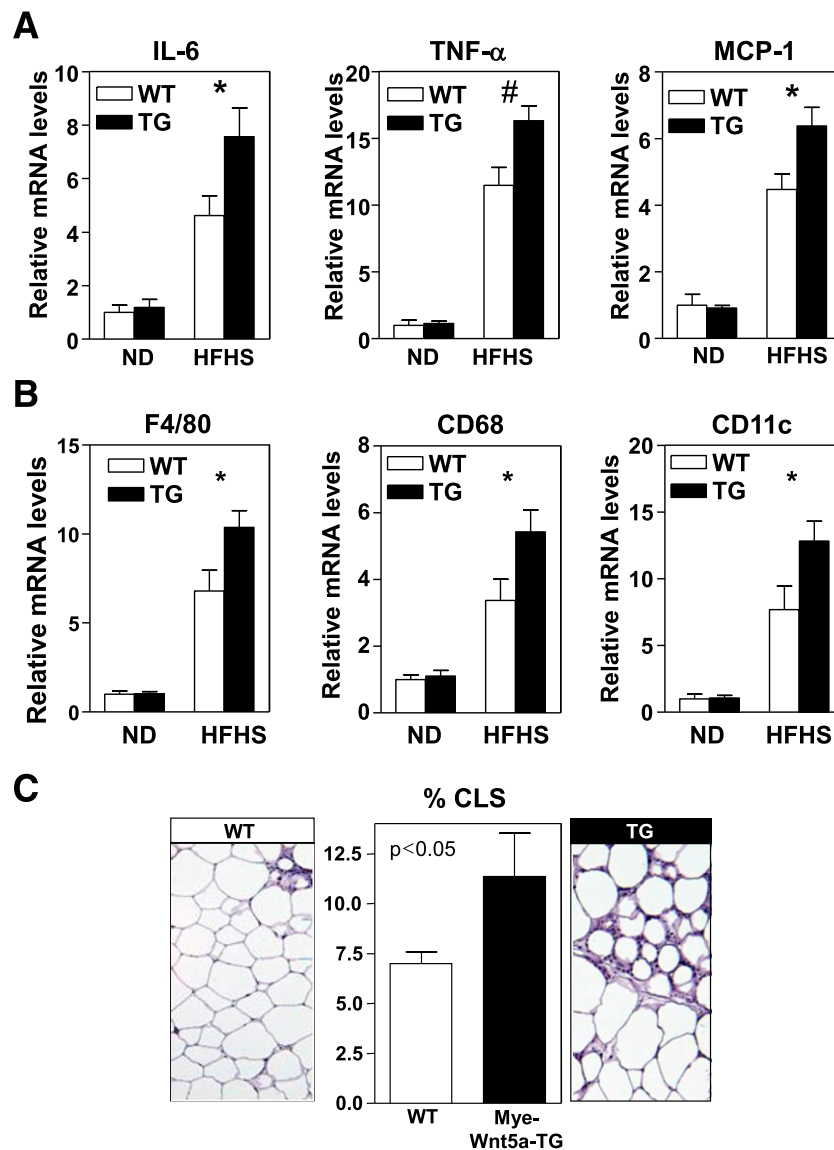 A
IL-6
TNF-α
MCP-1
Relative mRNA levels
10
8
6
4
2
0
WT
TG
*
ND
HFHS
Relative mRNA levels
20
15
10
5
0
WT
TG
#
ND
HFHS
Relative mRNA levels
8
6
4
2
0
WT
TG
*
ND
HFHS
B
F4/80
CD68
CD11c
Relative mRNA levels
15
10
5
0
WT
TG
*
ND
HFHS
Relative mRNA levels
8
6
4
2
0
WT
TG
*
ND
HFHS
Relative mRNA levels
20
15
10
5
0
WT
TG
*
ND
HFHS
C
% CLS
WT
12.5
10.0
7.5
5.0
2.5
0.0
p<0.05
WT
Mye-
Wnt5a-TG
TG